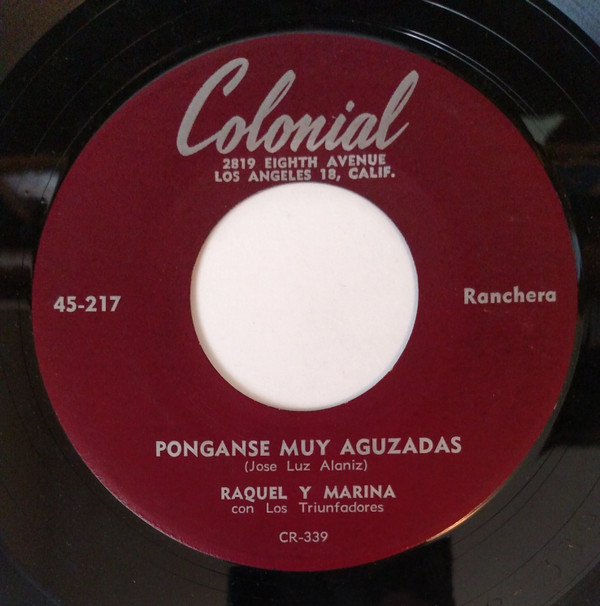 Colonial
2819 EIGHTH AVENUE
LOS ANGELES 18, CALIF.
45-217
Ranchera
PONGANSE MUY AGUZADAS
(Jose Luz Alaniz)
RAQUEL Y MARINA
con Los Triunfadores
CR-339